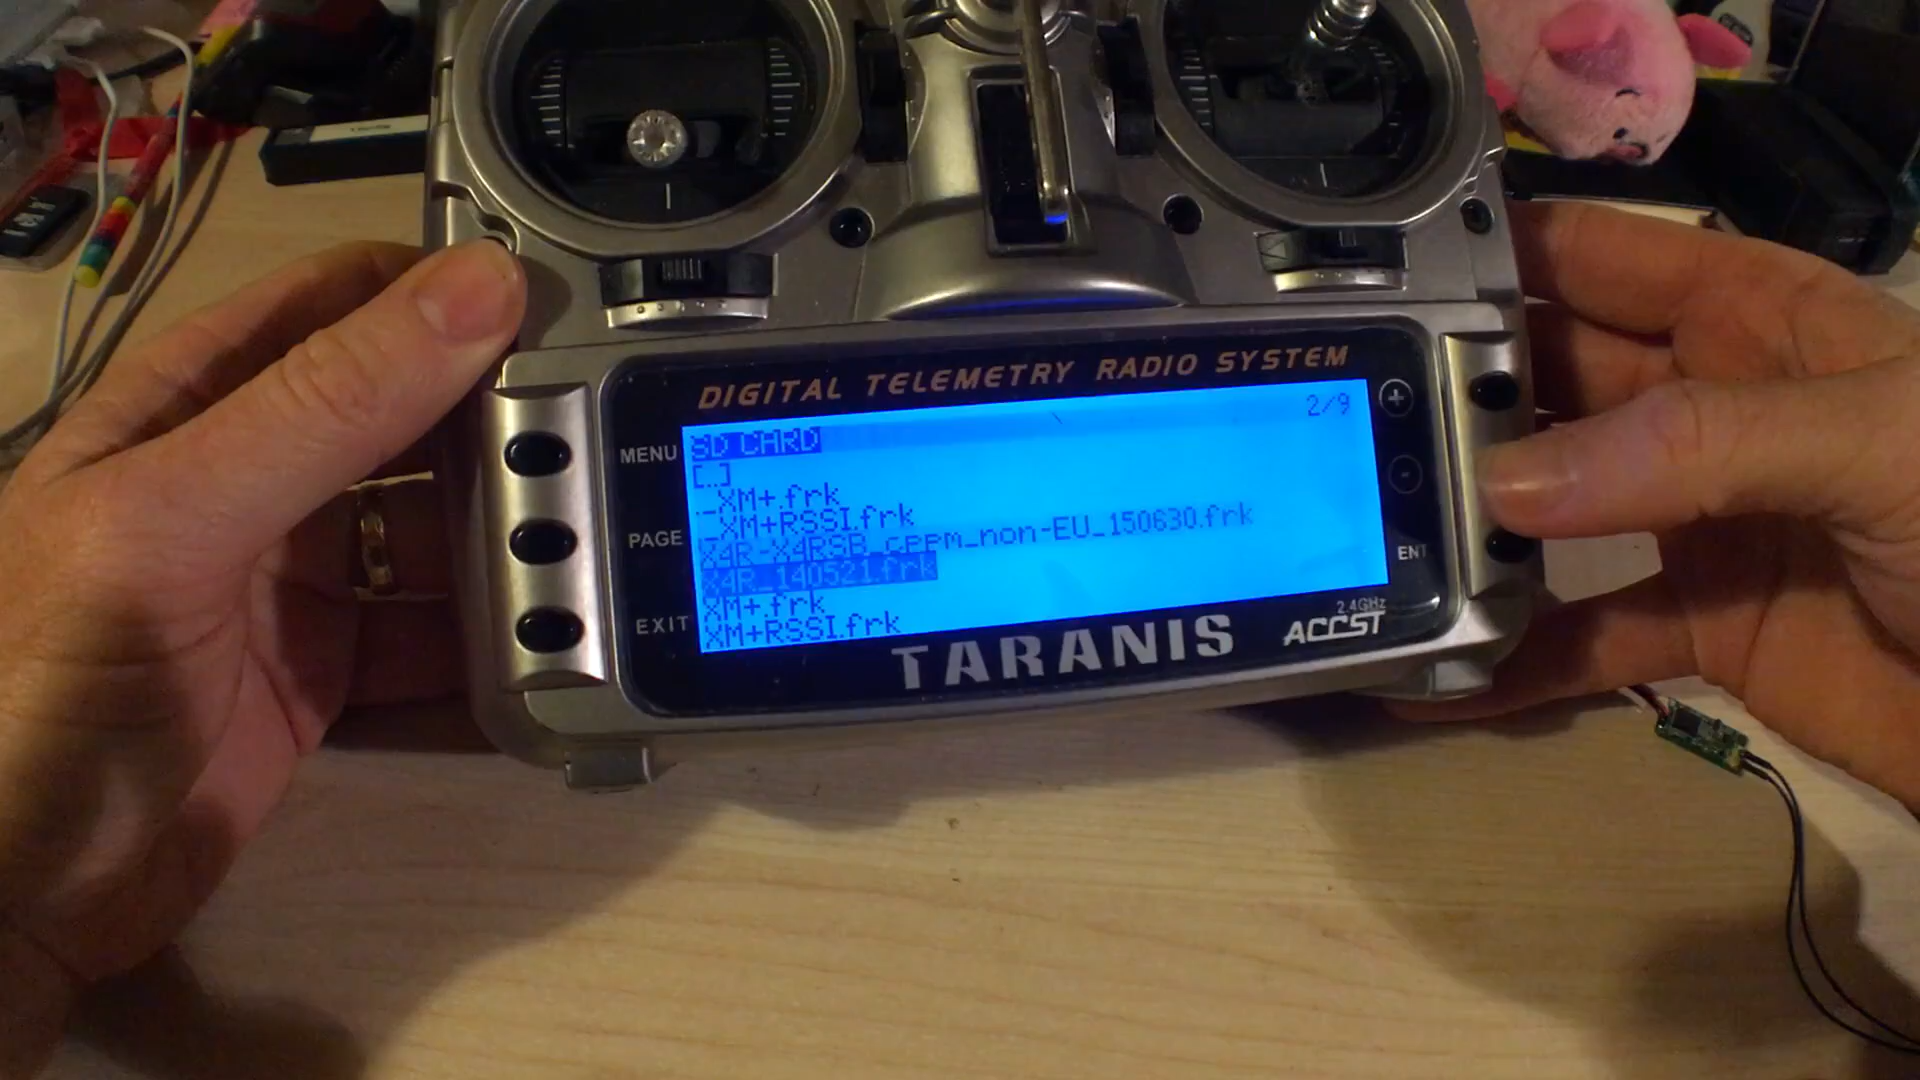 DIGITAL TELEMETRY RADIO SYSTEM
2/9
MENU
SD CARD
[..]
._XM+.frk
._XM+RSSI.frk
X4R-X4RSB_cppm_non-EU_150630.frk
PAGE
X4R_140521.frk
ENT
XM+.frk
EXIT
XM+RSSI.frk
2.4GHz
TARANIS
ACCST